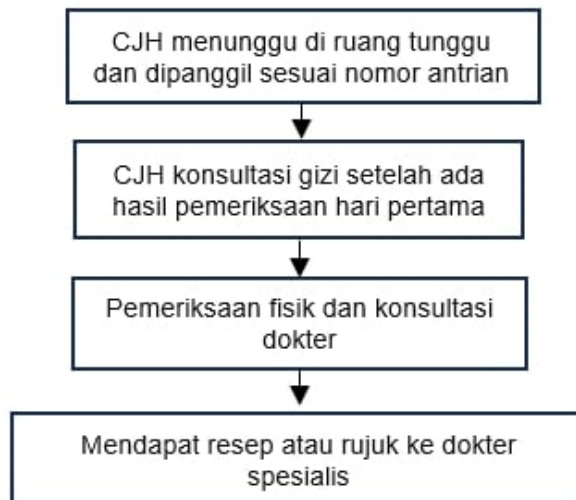 CJH menunggu di ruang tunggu
dan dipanggil sesuai nomor antrian
CJH konsultasi gizi setelah ada
hasil pemeriksaan hari pertama
Pemeriksaan fisik dan konsultasi
dokter
Mendapat resep atau rujuk ke dokter
spesialis